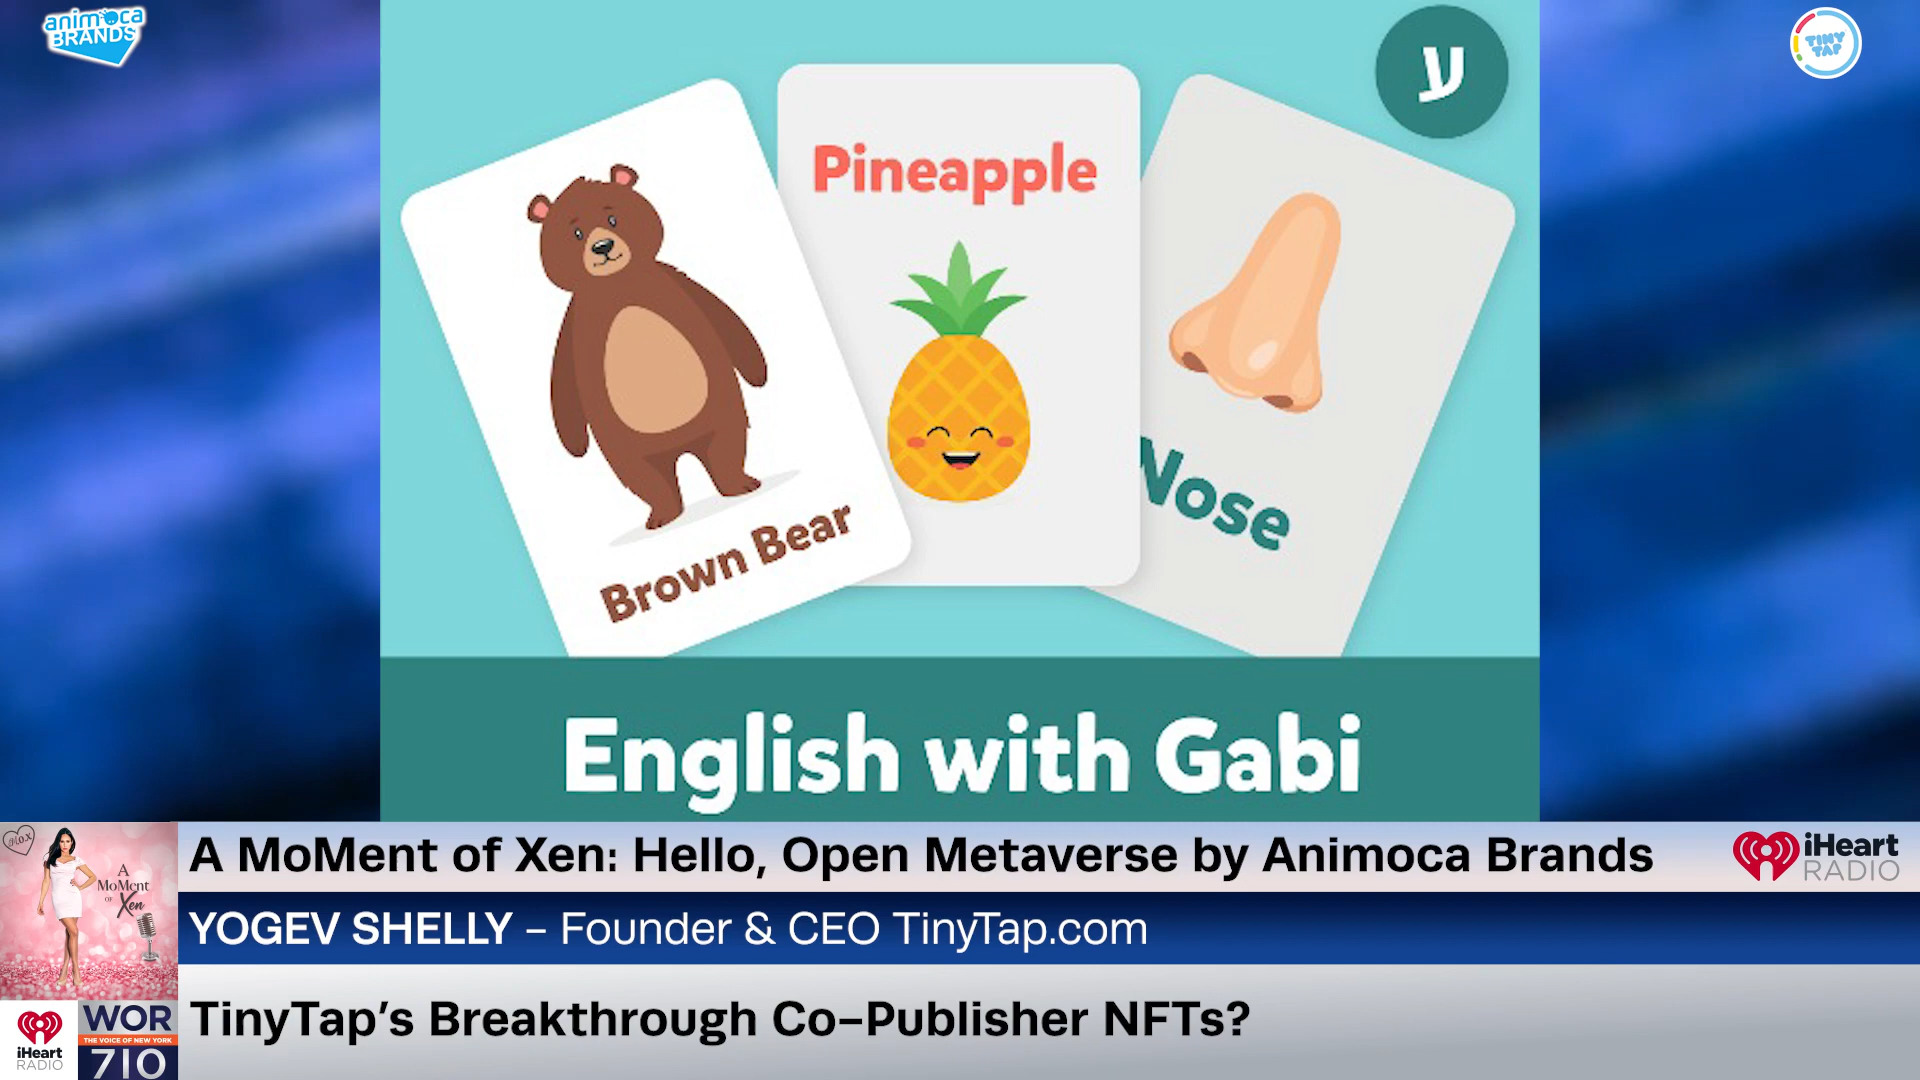 animoca
BRANDS
TINY
TAP
ע
Pineapple
Brown Bear
Nose
English with Gabi
A MoMent of Xen: Hello, Open Metaverse by Animoca Brands
iHeart
RADIO
YOGEV SHELLY – Founder & CEO TinyTap.com
TinyTap's Breakthrough Co–Publisher NFTs?
A
MoMent
OF Xen
iHeart
RADIO
WOR
THE VOICE OF NEW YORK
710